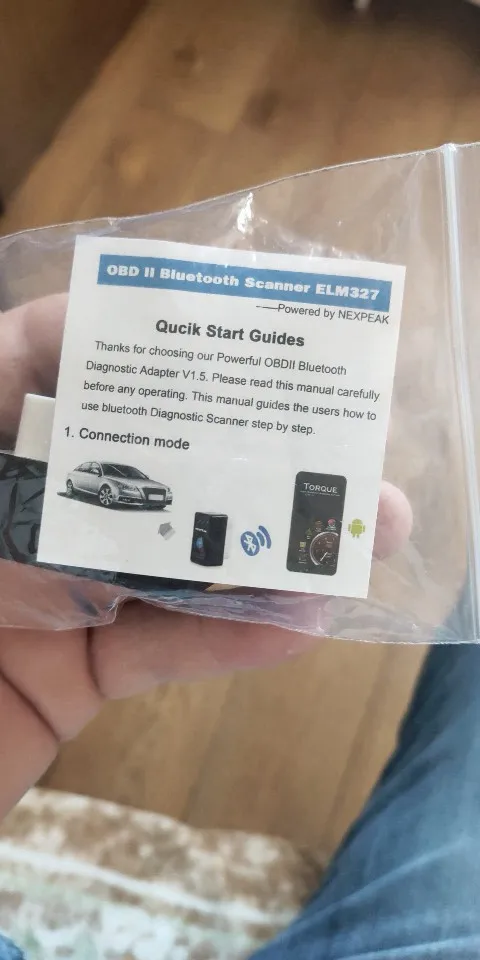 OBD II Bluetooth Scanner ELM327
——Powered by NEXPEAK
Qucik Start Guides
Thanks for choosing our Powerful OBDII Bluetooth
Diagnostic Adapter V1.5. Please read this manual carefully
before any operating. This manual guides the users how to
use bluetooth Diagnostic Scanner step by step.
1. Connection mode
TORQUE